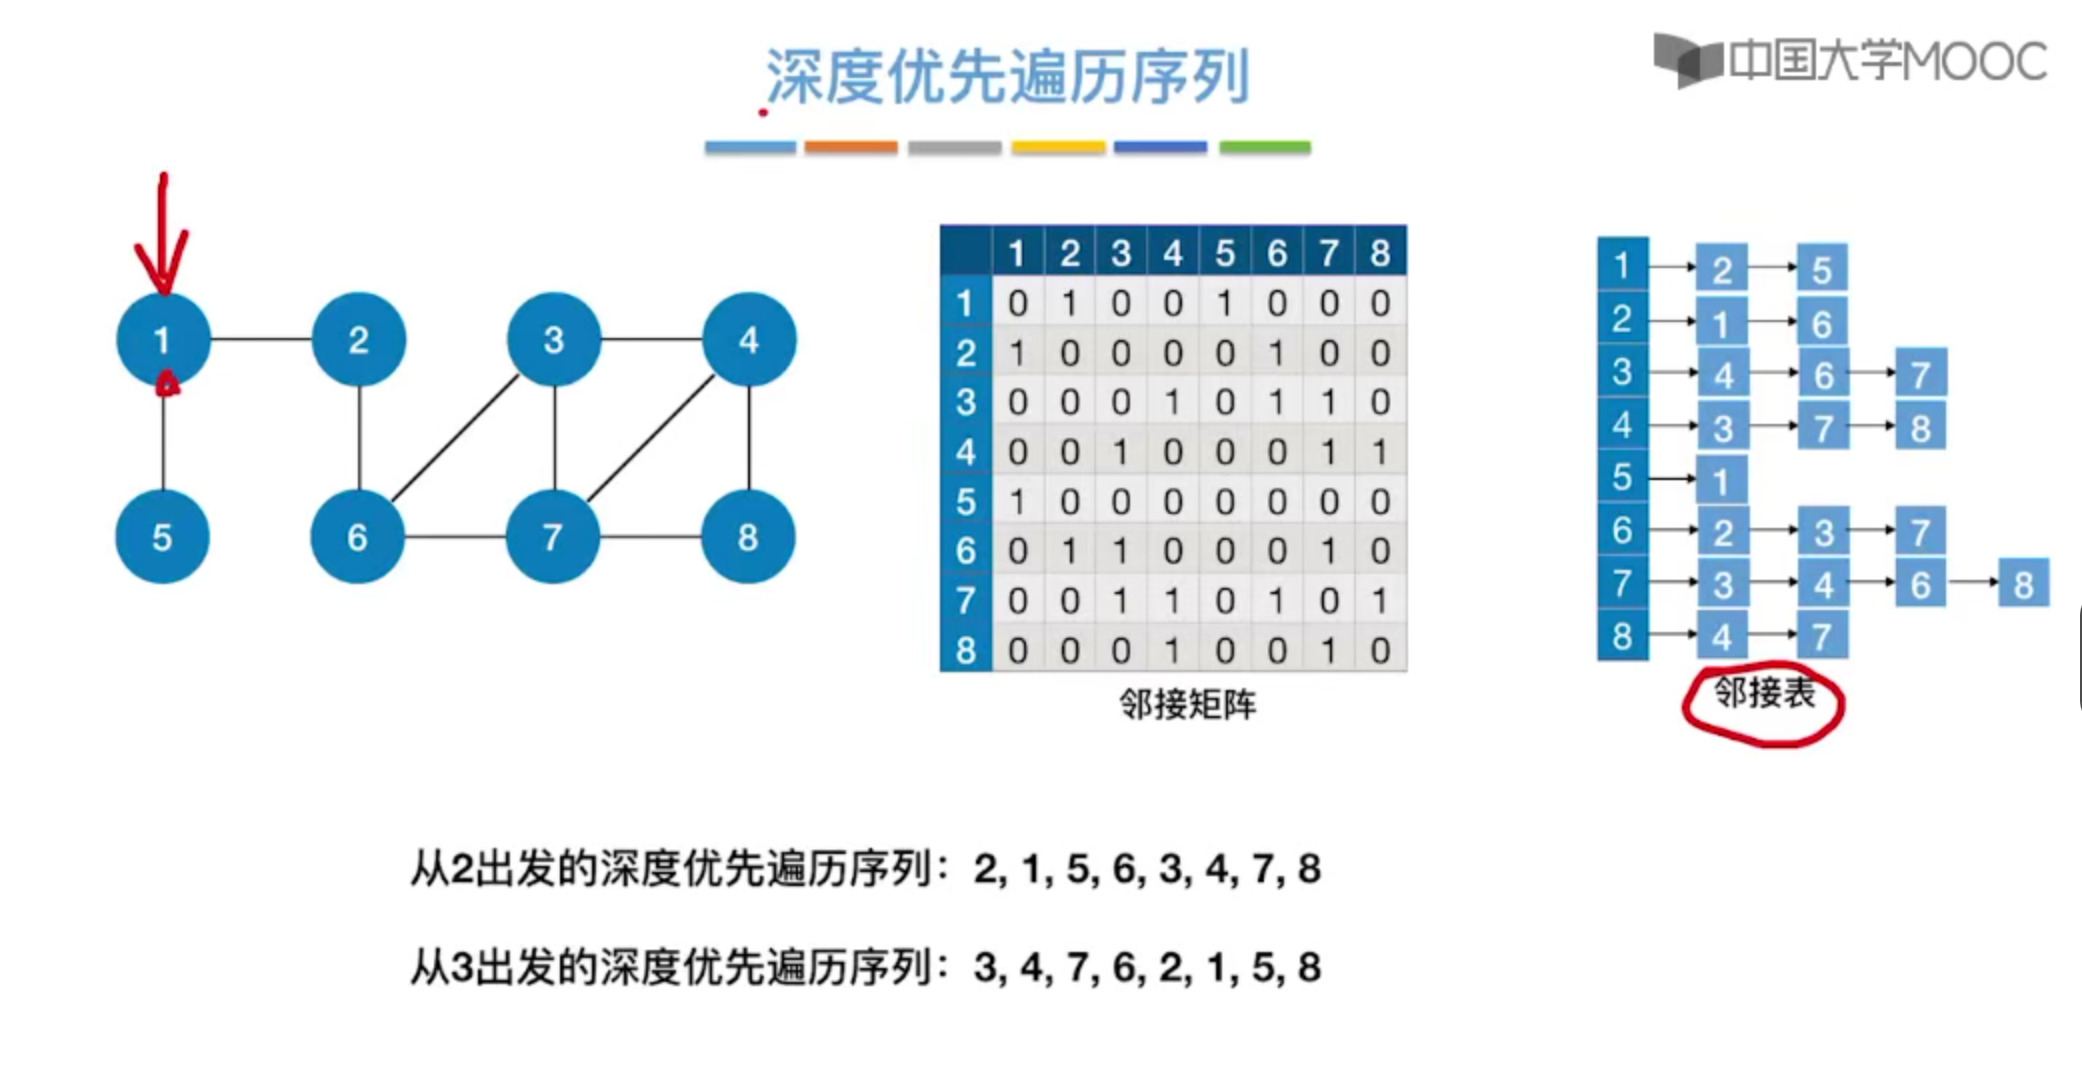 深度优先遍历序列
中国大学MOOC
1 2 3 4
5 6 7 8
1 2 3 4 5 6 7 8
1 0 1 0 0 1 0 0 0
2 1 0 0 0 0 1 0 0
3 0 0 0 1 0 1 1 0
4 0 0 1 0 0 0 1 1
5 1 0 0 0 0 0 0 0
6 0 1 1 0 0 0 1 0
7 0 0 1 1 0 1 0 1
8 0 0 0 1 0 0 1 0
邻接矩阵
1 2 5
2 1 6
3 4 6 7
4 3 7 8
5 1
6 2 3 7
7 3 4 6 8
8 4 7
邻接表
从2出发的深度优先遍历序列：2, 1, 5, 6, 3, 4, 7, 8
从3出发的深度优先遍历序列：3, 4, 7, 6, 2, 1, 5, 8